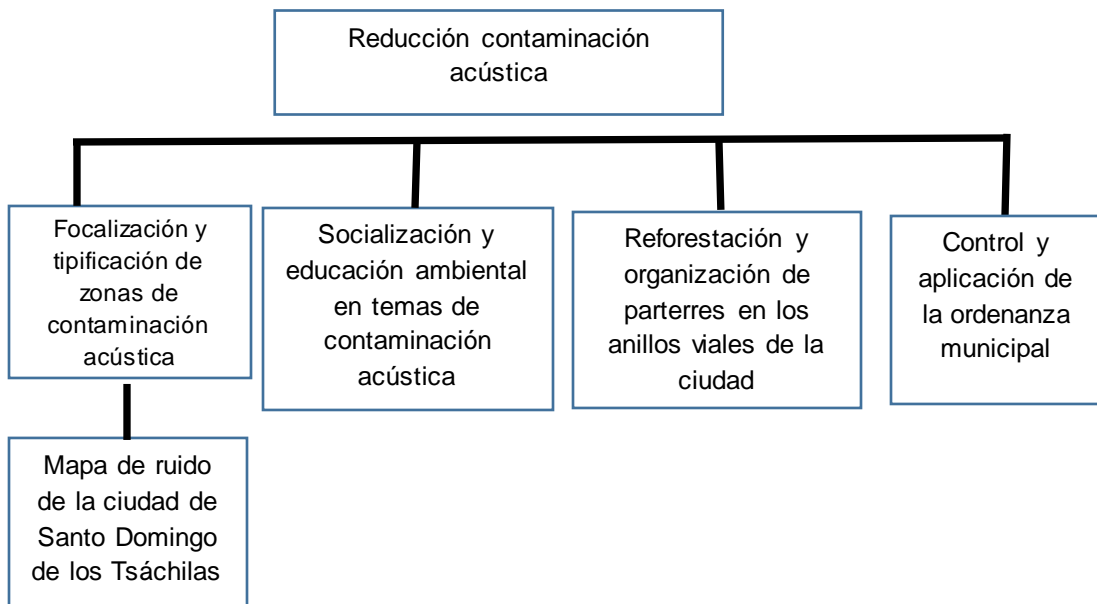 Reducción contaminación
acústica
Focalización y
tipificación de
zonas de
contaminación
acústica
Socialización y
educación ambiental
en temas de
contaminación
acústica
Reforestación y
organización de
parterres en los
anillos viales de la
ciudad
Control y
aplicación de
la ordenanza
municipal
Mapa de ruido
de la ciudad de
Santo Domingo
de los Tsáchilas